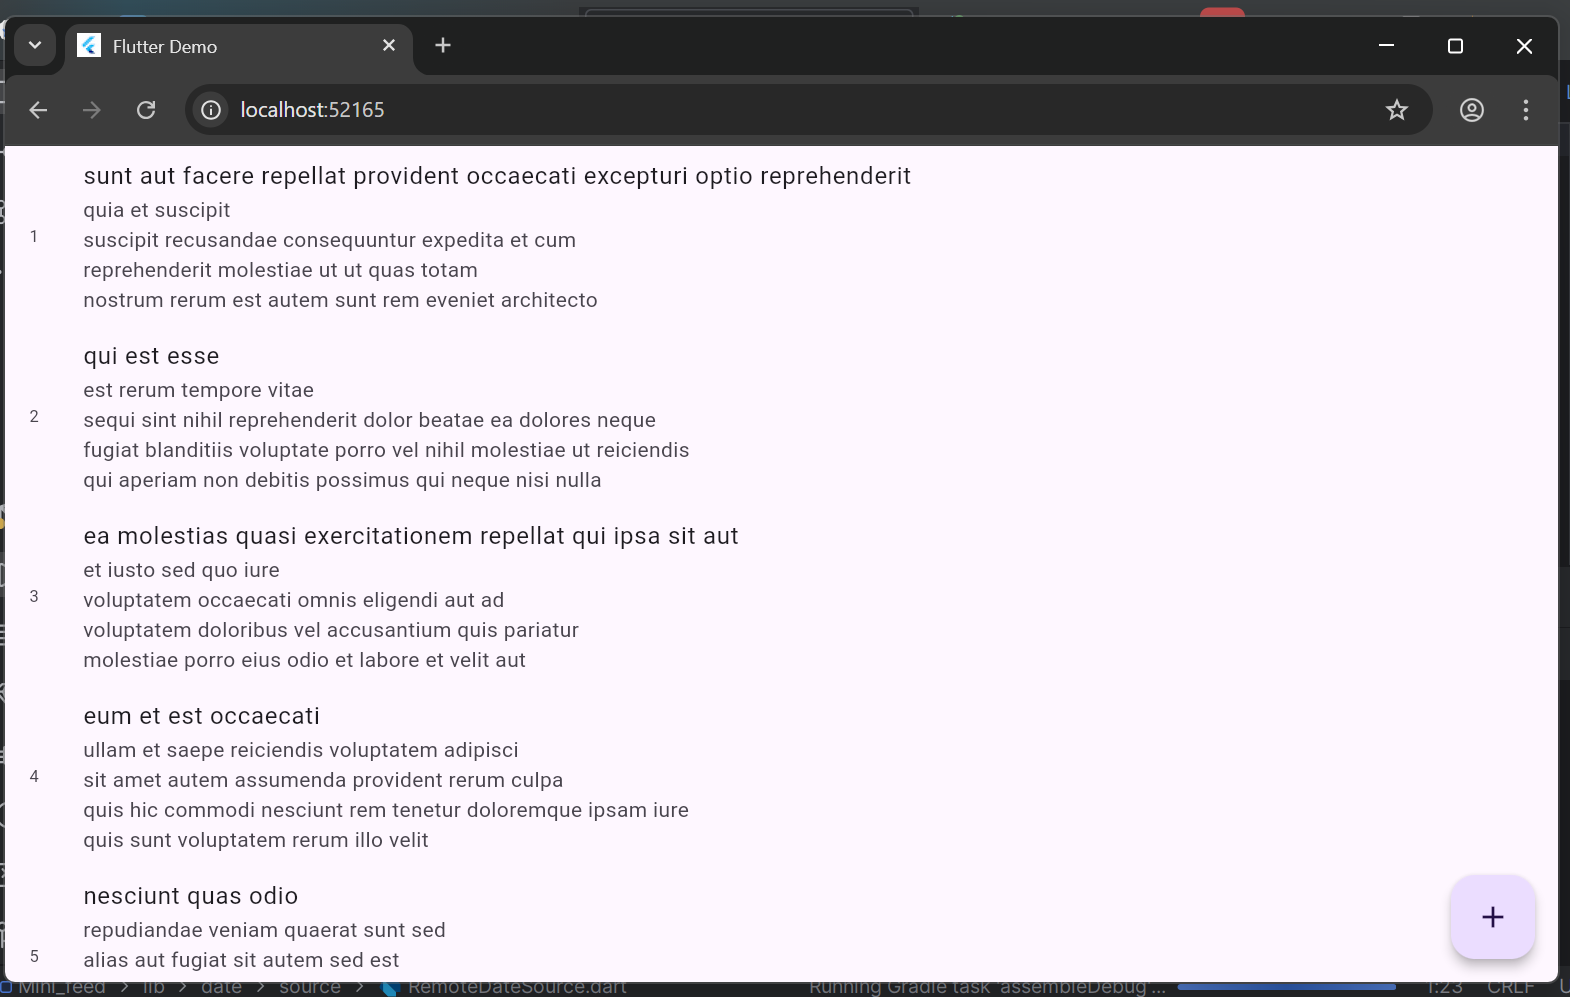 Flutter Demo
localhost:52165
sunt aut facere repellat provident occaecati excepturi optio reprehenderit
quia et suscipit
1
suscipit recusandae consequuntur expedita et cum
reprehenderit molestiae ut ut quas totam
nostrum rerum est autem sunt rem eveniet architecto
qui est esse
est rerum tempore vitae
2
sequi sint nihil reprehenderit dolor beatae ea dolores neque
fugiat blanditiis voluptate porro vel nihil molestiae ut reiciendis
qui aperiam non debitis possimus qui neque nisi nulla
ea molestias quasi exercitationem repellat qui ipsa sit aut
et iusto sed quo iure
3
voluptatem occaecati omnis eligendi aut ad
voluptatem doloribus vel accusantium quis pariatur
molestiae porro eius odio et labore et velit aut
eum et est occaecati
ullam et saepe reiciendis voluptatem adipisci
4
sit amet autem assumenda provident rerum culpa
quis hic commodi nesciunt rem tenetur doloremque ipsam iure
quis sunt voluptatem rerum illo velit
nesciunt quas odio
repudiandae veniam quaerat sunt sed
5
alias aut fugiat sit autem sed est
Mini_feed > lib > date > source > RemoteDateSource.dart Running Gradle task 'assembleDebug'... 1:23 CRLF